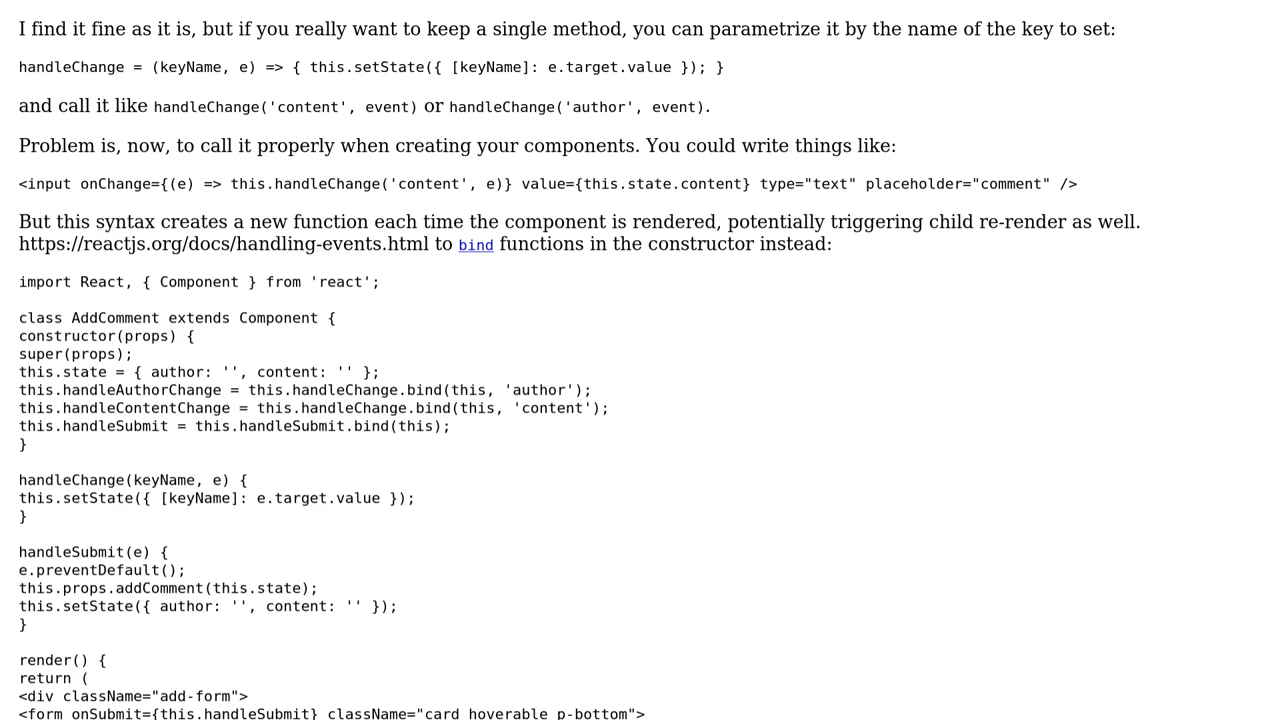 I find it fine as it is, but if you really want to keep a single method, you can parametrize it by the name of the key to set:
handleChange = (keyName, e) => { this.setState({ [keyName]: e.target.value }); }
and call it like handleChange('content', event) or handleChange('author', event).
Problem is, now, to call it properly when creating your components. You could write things like:
<input onChange={(e) => this.handleChange('content', e)} value={this.state.content} type="text" placeholder="comment" />
But this syntax creates a new function each time the component is rendered, potentially triggering child re-render as well.
https://reactjs.org/docs/handling-events.html to bind functions in the constructor instead:
import React, { Component } from 'react';
class AddComment extends Component {
constructor(props) {
super(props);
this.state = { author: '', content: '' };
this.handleAuthorChange = this.handleChange.bind(this, 'author');
this.handleContentChange = this.handleChange.bind(this, 'content');
this.handleSubmit = this.handleSubmit.bind(this);
}
handleChange(keyName, e) {
this.setState({ [keyName]: e.target.value });
}
handleSubmit(e) {
e.preventDefault();
this.props.addComment(this.state);
this.setState({ author: '', content: '' });
}
render() {
return (
<div className="add-form">
<form onSubmit={this.handleSubmit} className="card hoverable p-bottom">